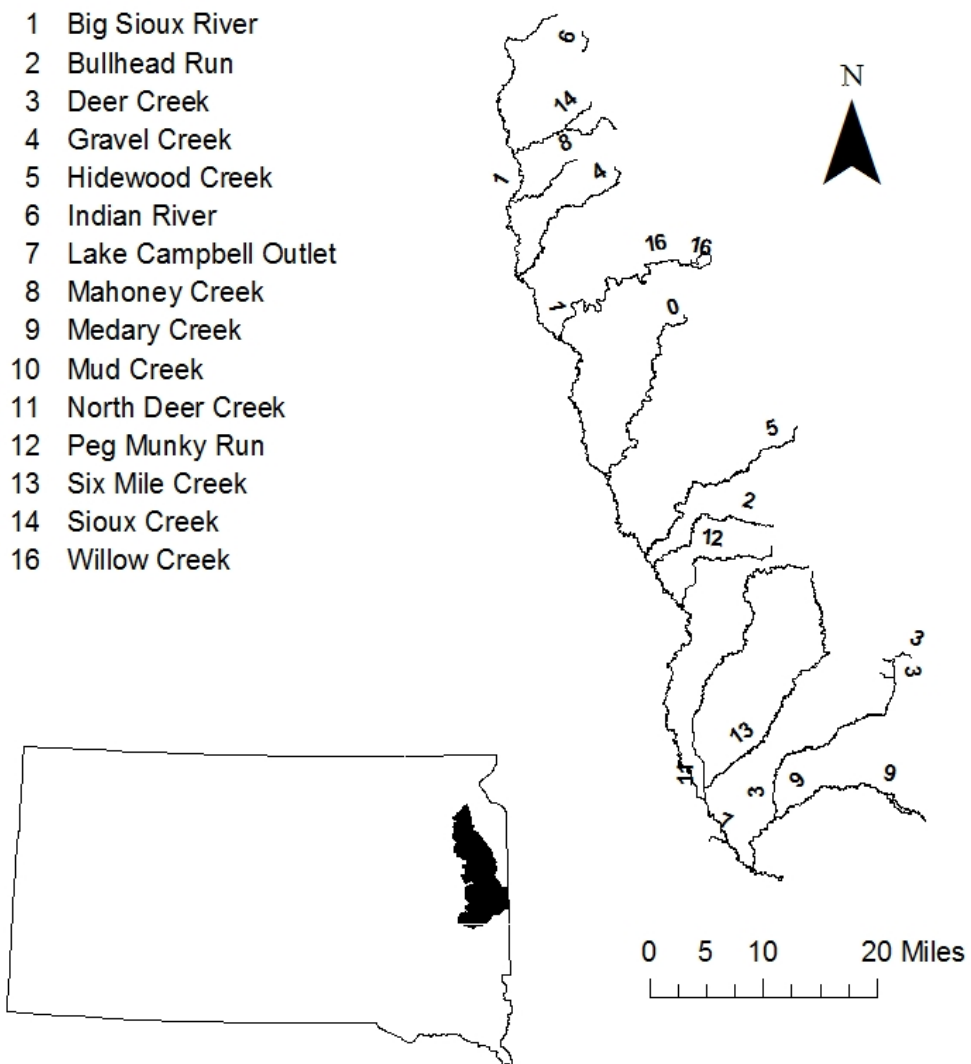 1 Big Sioux River
2 Bullhead Run
3 Deer Creek
4 Gravel Creek
5 Hidewood Creek
6 Indian River
7 Lake Campbell Outlet
8 Mahoney Creek
9 Medary Creek
10 Mud Creek
11 North Deer Creek
12 Peg Munky Run
13 Six Mile Creek
14 Sioux Creek
16 Willow Creek
6
14
8
1
4
N
16 16
1
0
5
2
12
3
3
13
11
3
9
9
7
0 5 10 20 Miles